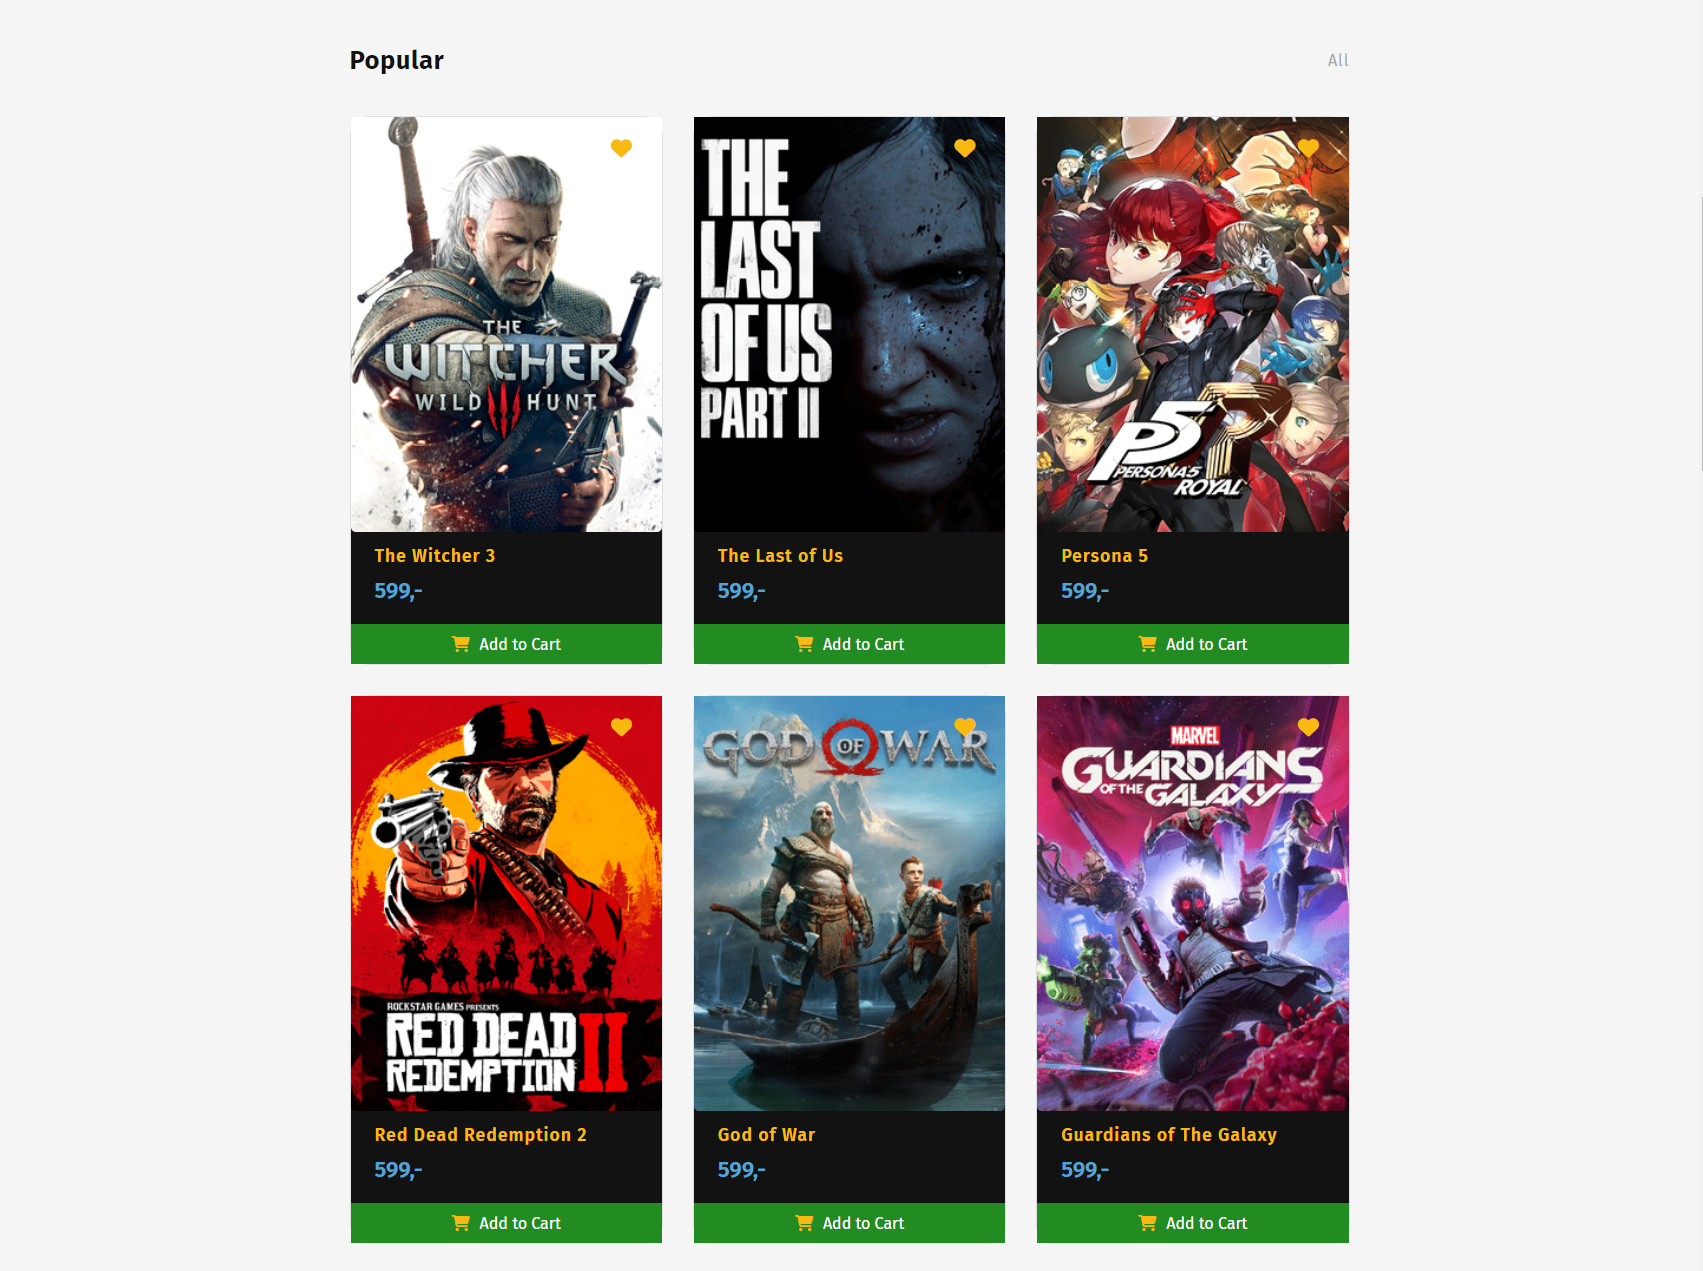 Popular
All
THE
WITCHER
WILD HUNT
THE
LAST
OF US
PART II
P5R
PERSONA5
ROYAL
The Witcher 3
The Last of Us
Persona 5
599,-
599,-
599,-
Add to Cart
Add to Cart
Add to Cart
ROCKSTAR GAMES PRESENTS
RED DEAD
REDEMPTION II
GOD OF WAR
MARVEL
GUARDIANS
OF THE GALAXY
Red Dead Redemption 2
God of War
Guardians of The Galaxy
599,-
599,-
599,-
Add to Cart
Add to Cart
Add to Cart